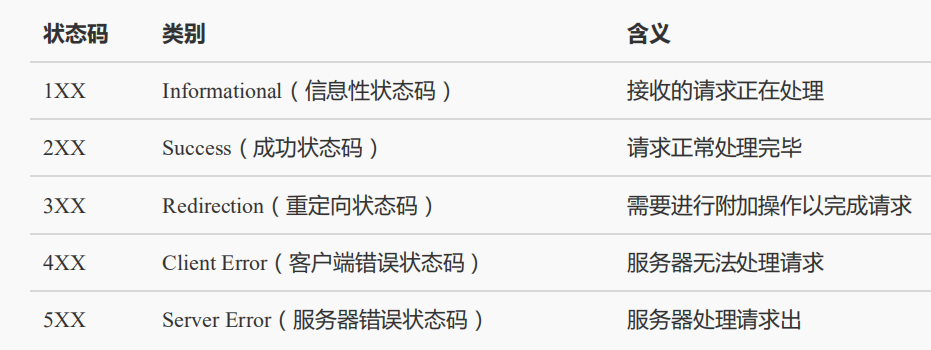 状态码 类别 含义
1XX Informational（信息性状态码） 接收的请求正在处理
2XX Success（成功状态码） 请求正常处理完毕
3XX Redirection（重定向状态码） 需要进行附加操作以完成请求
4XX Client Error（客户端错误状态码） 服务器无法处理请求
5XX Server Error（服务器错误状态码） 服务器处理请求出